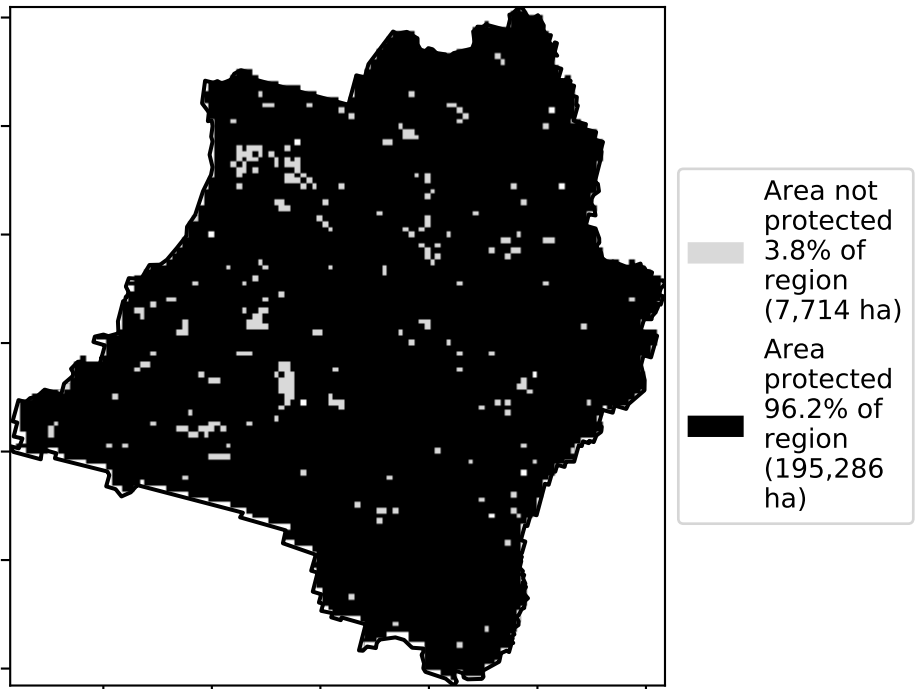 Area not
protected
3.8% of
region
(7,714 ha)
Area
protected
96.2% of
region
(195,286
ha)